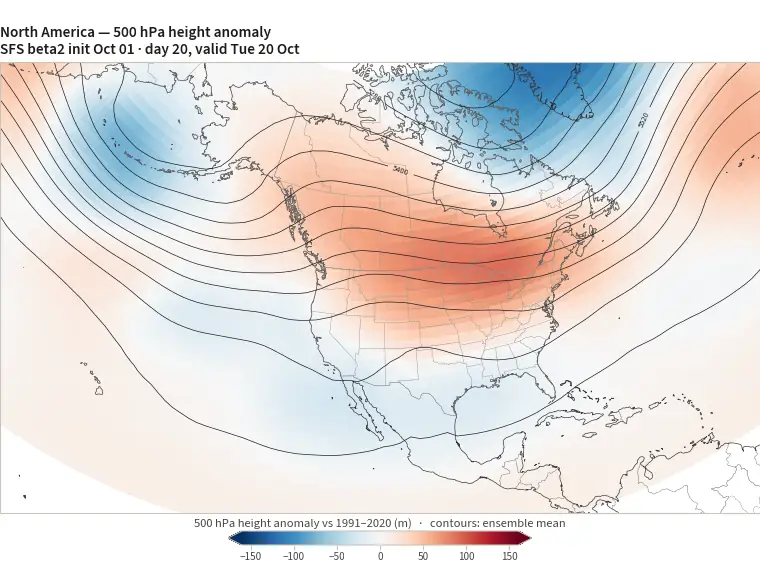 North America — 500 hPa height anomaly
SFS beta2 init Oct 01 · day 20, valid Tue 20 Oct
5400
500 hPa height anomaly vs 1991–2020 (m) · contours: ensemble mean
−150 −100 −50 0 50 100 150